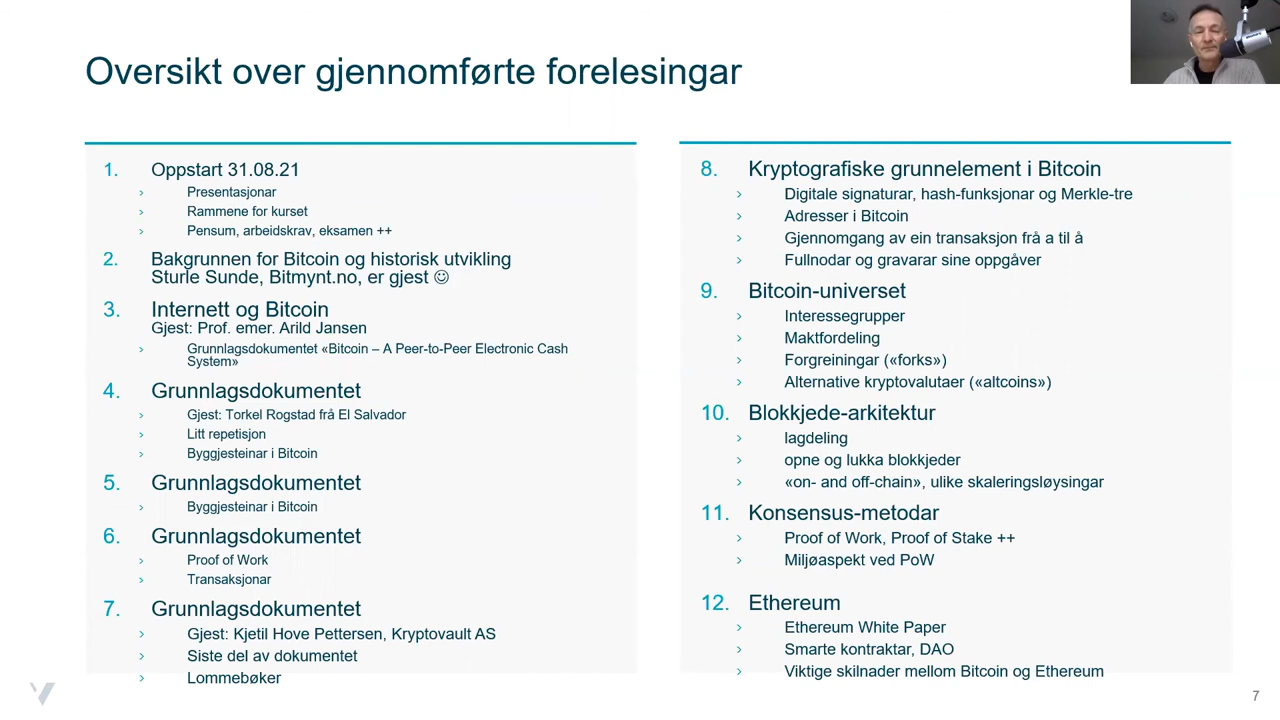 Oversikt over gjennomførte forelesingar
1. Oppstart 31.08.21
› Presentasjonar
› Rammene for kurset
› Pensum, arbeidskrav, eksamen ++
2. Bakgrunnen for Bitcoin og historisk utvikling
Sturle Sunde, Bitmynt.no, er gjest ☺
3. Internett og Bitcoin
Gjest: Prof. emer. Arild Jansen
› Grunnlagsdokumentet «Bitcoin – A Peer-to-Peer Electronic Cash
System»
4. Grunnlagsdokumentet
› Gjest: Torkel Rogstad frå El Salvador
› Litt repetisjon
› Byggjesteinar i Bitcoin
5. Grunnlagsdokumentet
› Byggjesteinar i Bitcoin
6. Grunnlagsdokumentet
› Proof of Work
› Transaksjonar
7. Grunnlagsdokumentet
› Gjest: Kjetil Hove Pettersen, Kryptovault AS
› Siste del av dokumentet
› Lommebøker
8. Kryptografiske grunnelement i Bitcoin
› Digitale signaturar, hash-funksjonar og Merkle-tre
› Adresser i Bitcoin
› Gjennomgang av ein transaksjon frå a til å
› Fullnodar og gravarar sine oppgåver
9. Bitcoin-universet
› Interessegrupper
› Maktfordeling
› Forgreiningar («forks»)
› Alternative kryptovalutaer («altcoins»)
10. Blokkjede-arkitektur
› lagdeling
› opne og lukka blokkjeder
› «on- and off-chain», ulike skaleringsløysingar
11. Konsensus-metodar
› Proof of Work, Proof of Stake ++
› Miljøaspekt ved PoW
12. Ethereum
› Ethereum White Paper
› Smarte kontraktar, DAO
› Viktige skilnader mellom Bitcoin og Ethereum
7